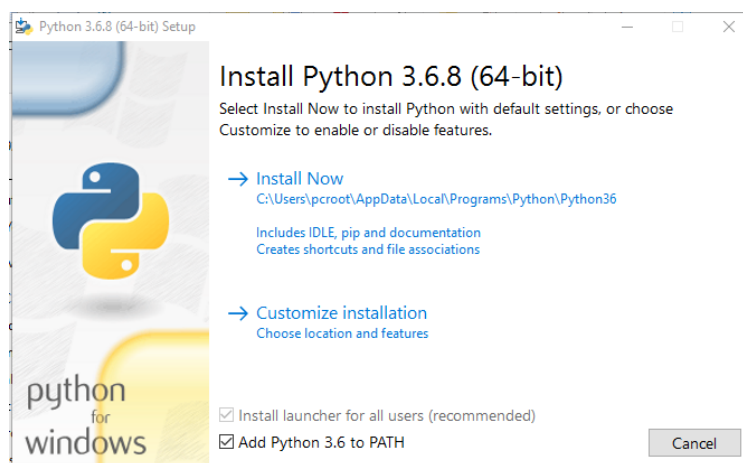 Python 3.6.8 (64-bit) Setup
Install Python 3.6.8 (64-bit)
Select Install Now to install Python with default settings, or choose
Customize to enable or disable features.
Install Now
C:\Users\pcroot\AppData\Local\Programs\Python\Python36
Includes IDLE, pip and documentation
Creates shortcuts and file associations
Customize installation
Choose location and features
python
for
windows
Install launcher for all users (recommended)
Add Python 3.6 to PATH
Cancel